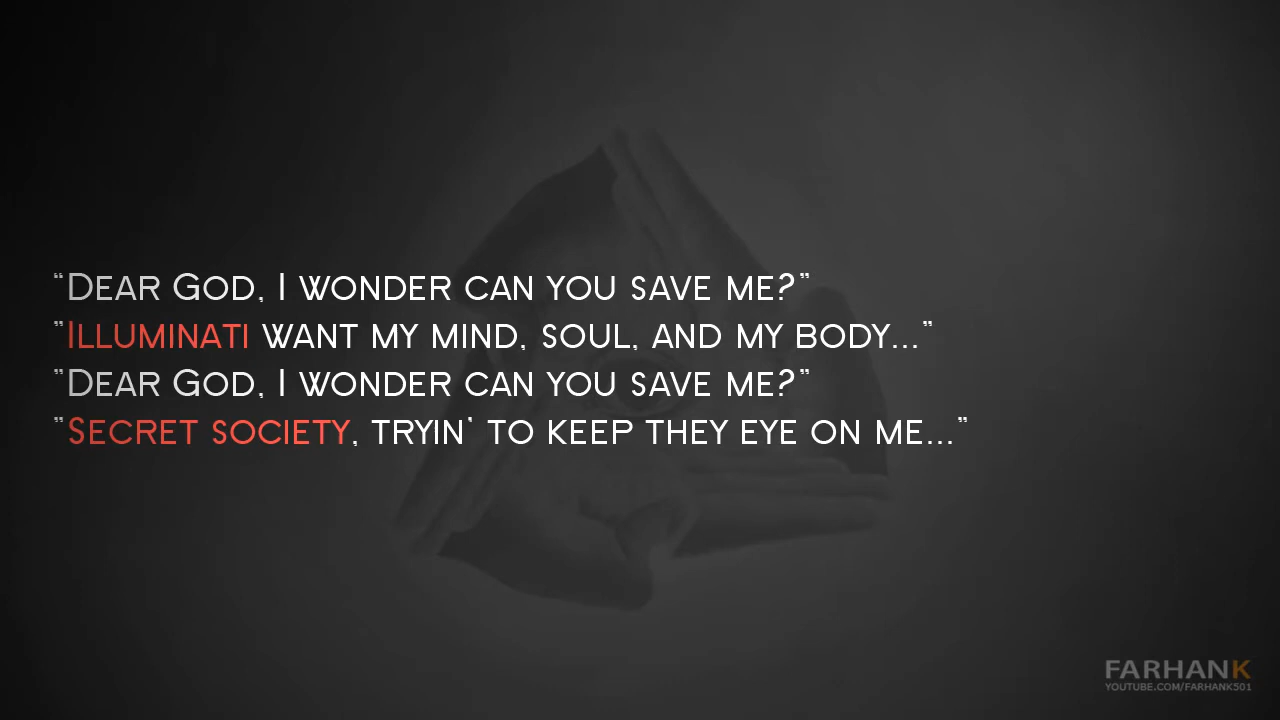 “Dear God, I wonder can you save me?”
”Illuminati want my mind, soul, and my body...”
”Dear God, I wonder can you save me?”
”Secret society, tryin’ to keep they eye on me...”
FARHANK
YOUTUBE.COM/FARHANK501